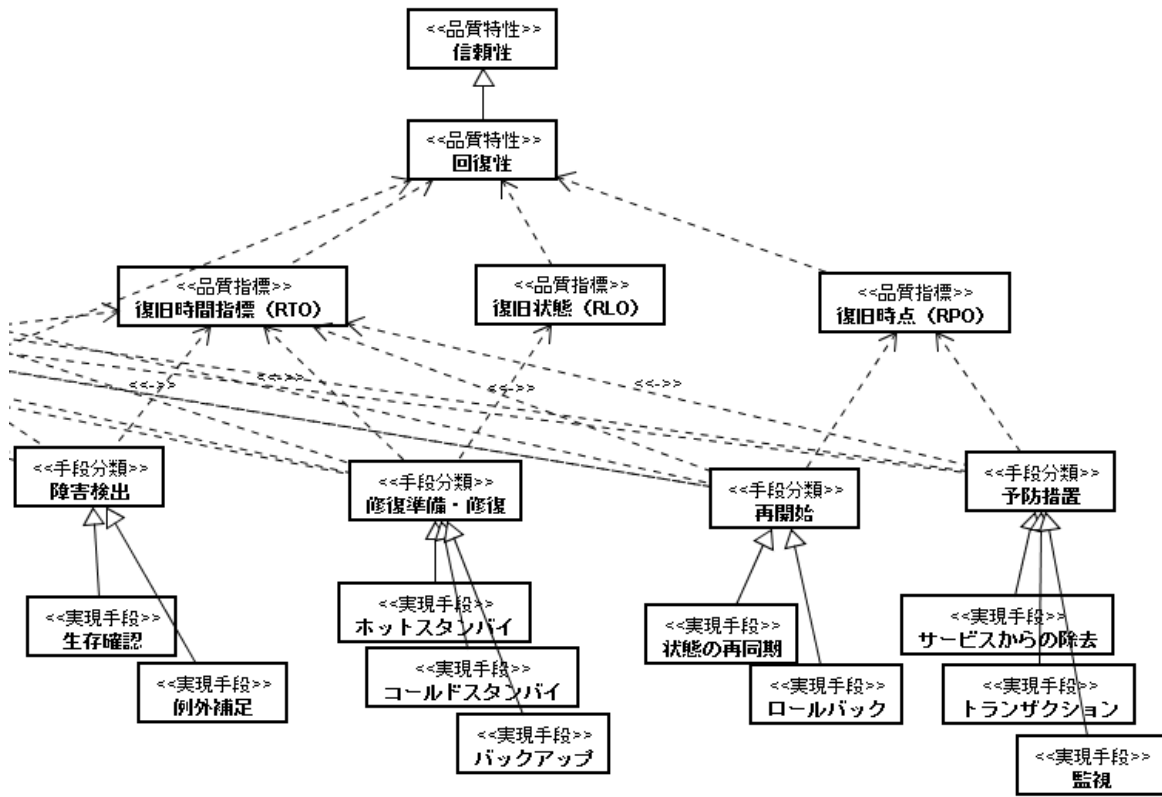 <<品質特性>>
信頼性
<<品質特性>>
回復性
<<品質指標>>
復旧時間指標（RTO）
<<品質指標>>
復旧状態（RLO）
<<品質指標>>
復旧時点（RPO）
<<->>
<<->>
<<->>
<<->>
<<手段分類>>
障害検出
<<手段分類>>
修復準備・修復
<<手段分類>>
再開始
<<手段分類>>
予防措置
<<実現手段>>
生存確認
<<実現手段>>
例外補足
<<実現手段>>
ホットスタンバイ
<<実現手段>>
コールドスタンバイ
<<実現手段>>
バックアップ
<<実現手段>>
状態の再同期
<<実現手段>>
ロールバック
<<実現手段>>
サービスからの除去
<<実現手段>>
トランザクション
<<実現手段>>
監視